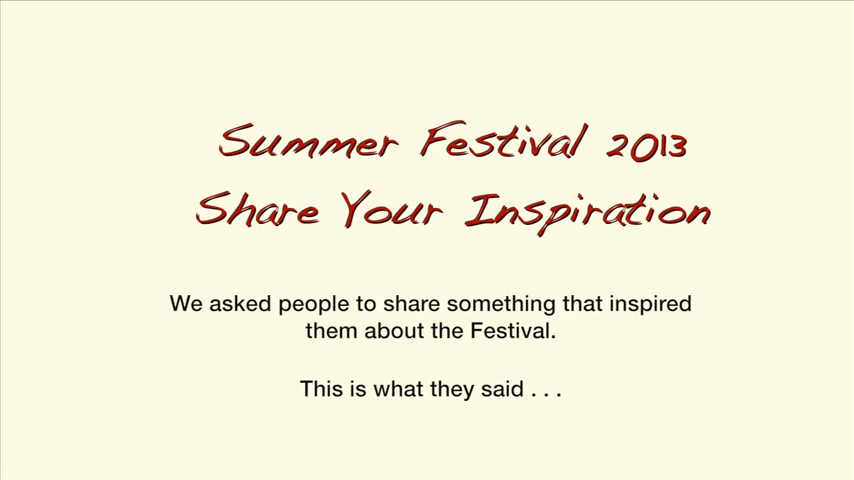 Summer Festival 2013
Share Your Inspiration
We asked people to share something that inspired
them about the Festival.
This is what they said . . .